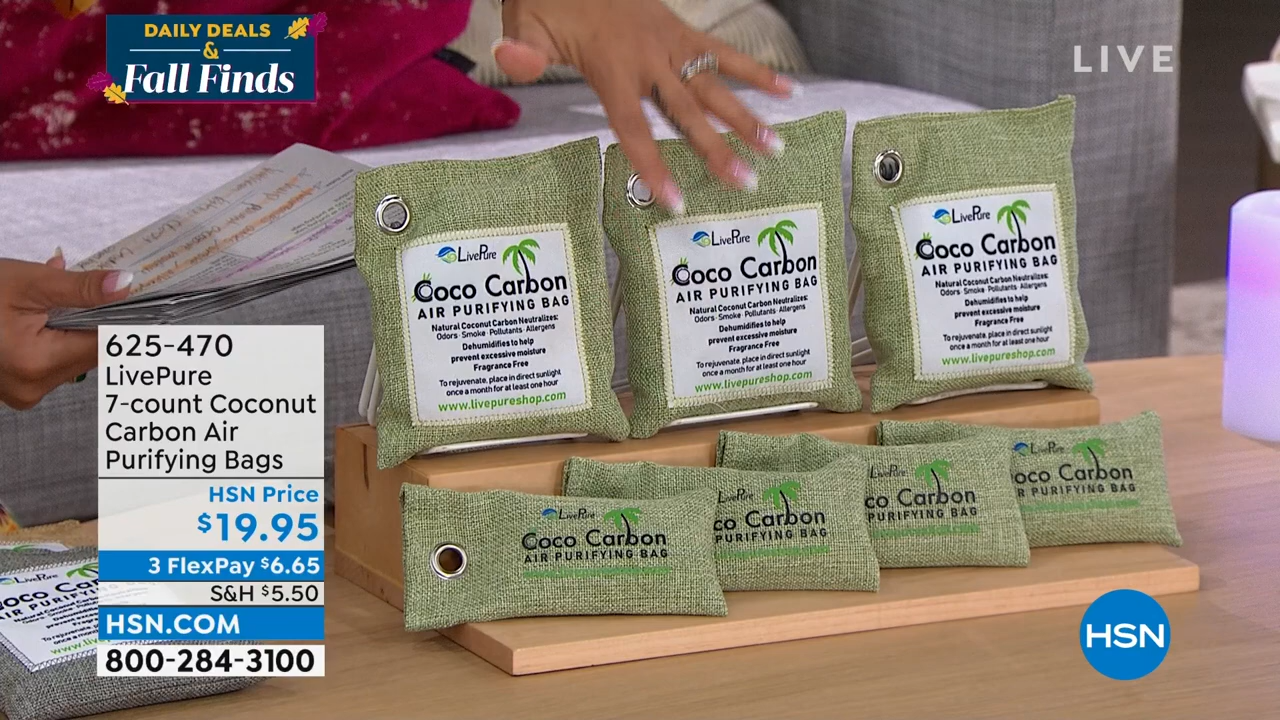 DAILY DEALS
&
Fall Finds
LIVE
625-470
LivePure
7-count Coconut
Carbon Air
Purifying Bags
HSN Price
$19.95
3 FlexPay $6.65
S&H $5.50
HSN.COM
800-284-3100
LivePure
Coco Carbon
AIR PURIFYING BAG
Natural Coconut Carbon Neutralizes:
Odors · Smoke · Pollutants · Allergens
Dehumidifies to help
prevent excessive moisture
Fragrance Free
To rejuvenate, place in direct sunlight
once a month for at least one hour
www.livepureshop.com
LivePure
Coco Carbon
AIR PURIFYING BAG
Natural Coconut Carbon Neutralizes:
Odors · Smoke · Pollutants · Allergens
Dehumidifies to help
prevent excessive moisture
Fragrance Free
To rejuvenate, place in direct sunlight
once a month for at least one hour
www.livepureshop.com
LivePure
Coco Carbon
AIR PURIFYING BAG
Natural Coconut Carbon Neutralizes:
Odors · Smoke · Pollutants · Allergens
Dehumidifies to help
prevent excessive moisture
Fragrance Free
To rejuvenate, place in direct sunlight
once a month for at least one hour
www.livepureshop.com
LivePure
Coco Carbon
AIR PURIFYING BAG
LivePure
co Carbon
PURIFYING BAG
LivePure
co Carbon
PURIFYING BAG
LivePure
oco Carbon
R PURIFYING BAG
LivePure
HSN